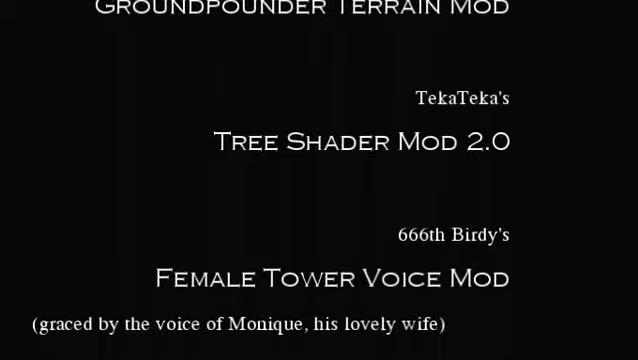 GROUNDPOUNDER TERRAIN MOD
TekaTeka's
TREE SHADER MOD 2.0
666th Birdy's
FEMALE TOWER VOICE MOD
(graced by the voice of Monique, his lovely wife)